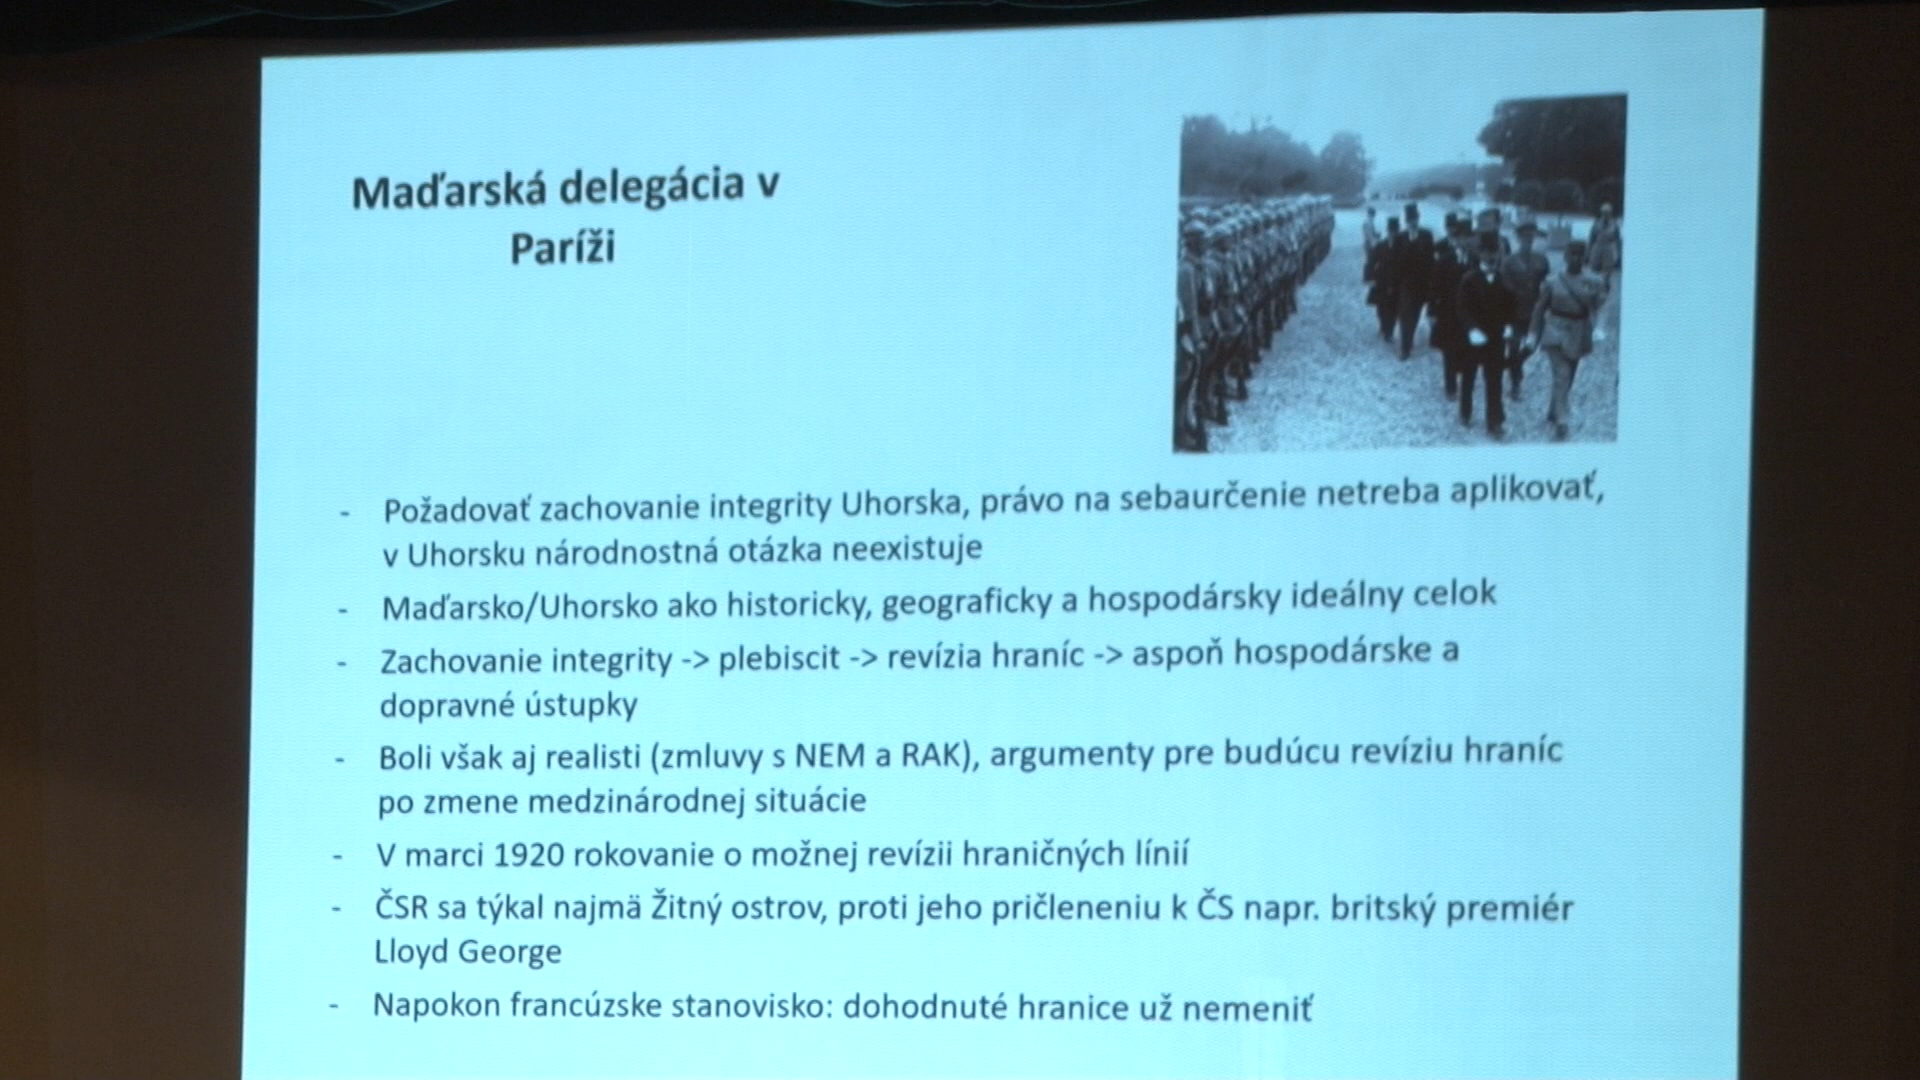 Maďarská delegácia v
Paríži
- Požadovať zachovanie integrity Uhorska, právo na sebaurčenie netreba aplikovať,
v Uhorsku národnostná otázka neexistuje
- Maďarsko/Uhorsko ako historicky, geograficky a hospodársky ideálny celok
- Zachovanie integrity -> plebiscit -> revízia hraníc -> aspoň hospodárske a
dopravné ústupky
- Boli však aj realisti (zmluvy s NEM a RAK), argumenty pre budúcu revíziu hraníc
po zmene medzinárodnej situácie
- V marci 1920 rokovanie o možnej revízii hraničných línií
- ČSR sa týkal najmä Žitný ostrov, proti jeho pričleneniu k ČS napr. britský premiér
Lloyd George
- Napokon francúzske stanovisko: dohodnuté hranice už nemeniť